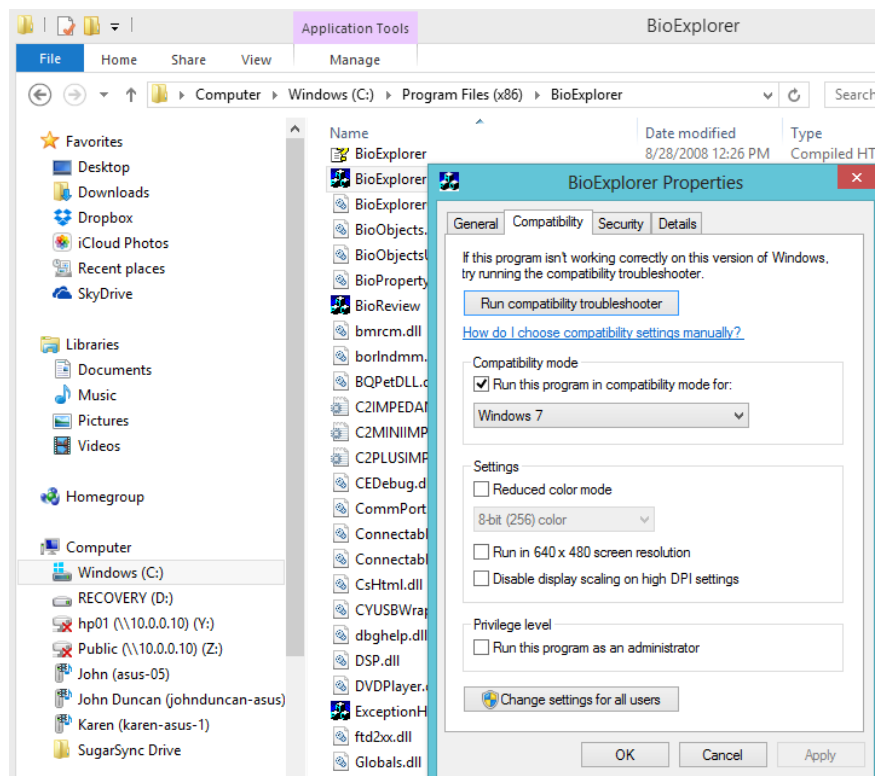 Application Tools
BioExplorer
File
Home
Share
View
Manage
Computer
Windows (C:)
Program Files (x86)
BioExplorer
Search
Favorites
Desktop
Downloads
Dropbox
iCloud Photos
Recent places
SkyDrive
Libraries
Documents
Music
Pictures
Videos
Homegroup
Computer
Windows (C:)
RECOVERY (D:)
hp01 (\\10.0.0.10) (Y:)
Public (\\10.0.0.10) (Z:)
John (asus-05)
John Duncan (johnduncan-asus)
Karen (karen-asus-1)
SugarSync Drive
Name
Date modified
Type
BioExplorer
8/28/2008 12:26 PM
Compiled HT
BioExplorer
BioExplorer
BioObjects.
BioObjectsU
BioProperty
BioReview
bmrcm.dll
borlndmm.
BQPetDLL.d
C2IMPEDAN
C2MINIIMP
C2PLUSIMP
CEDebug.d
CommPort
Connectabl
Connectabl
CsHtml.dll
CYUSBWrap
dbghelp.dll
DSP.dll
DVDPlayer.
ExceptionH
ftd2xx.dll
Globals.dll
BioExplorer Properties
General
Compatibility
Security
Details
If this program isn't working correctly on this version of Windows,
try running the compatibility troubleshooter.
Run compatibility troubleshooter
How do I choose compatibility settings manually?
Compatibility mode
Run this program in compatibility mode for:
Windows 7
Settings
Reduced color mode
8-bit (256) color
Run in 640 x 480 screen resolution
Disable display scaling on high DPI settings
Privilege level
Run this program as an administrator
Change settings for all users
OK
Cancel
Apply